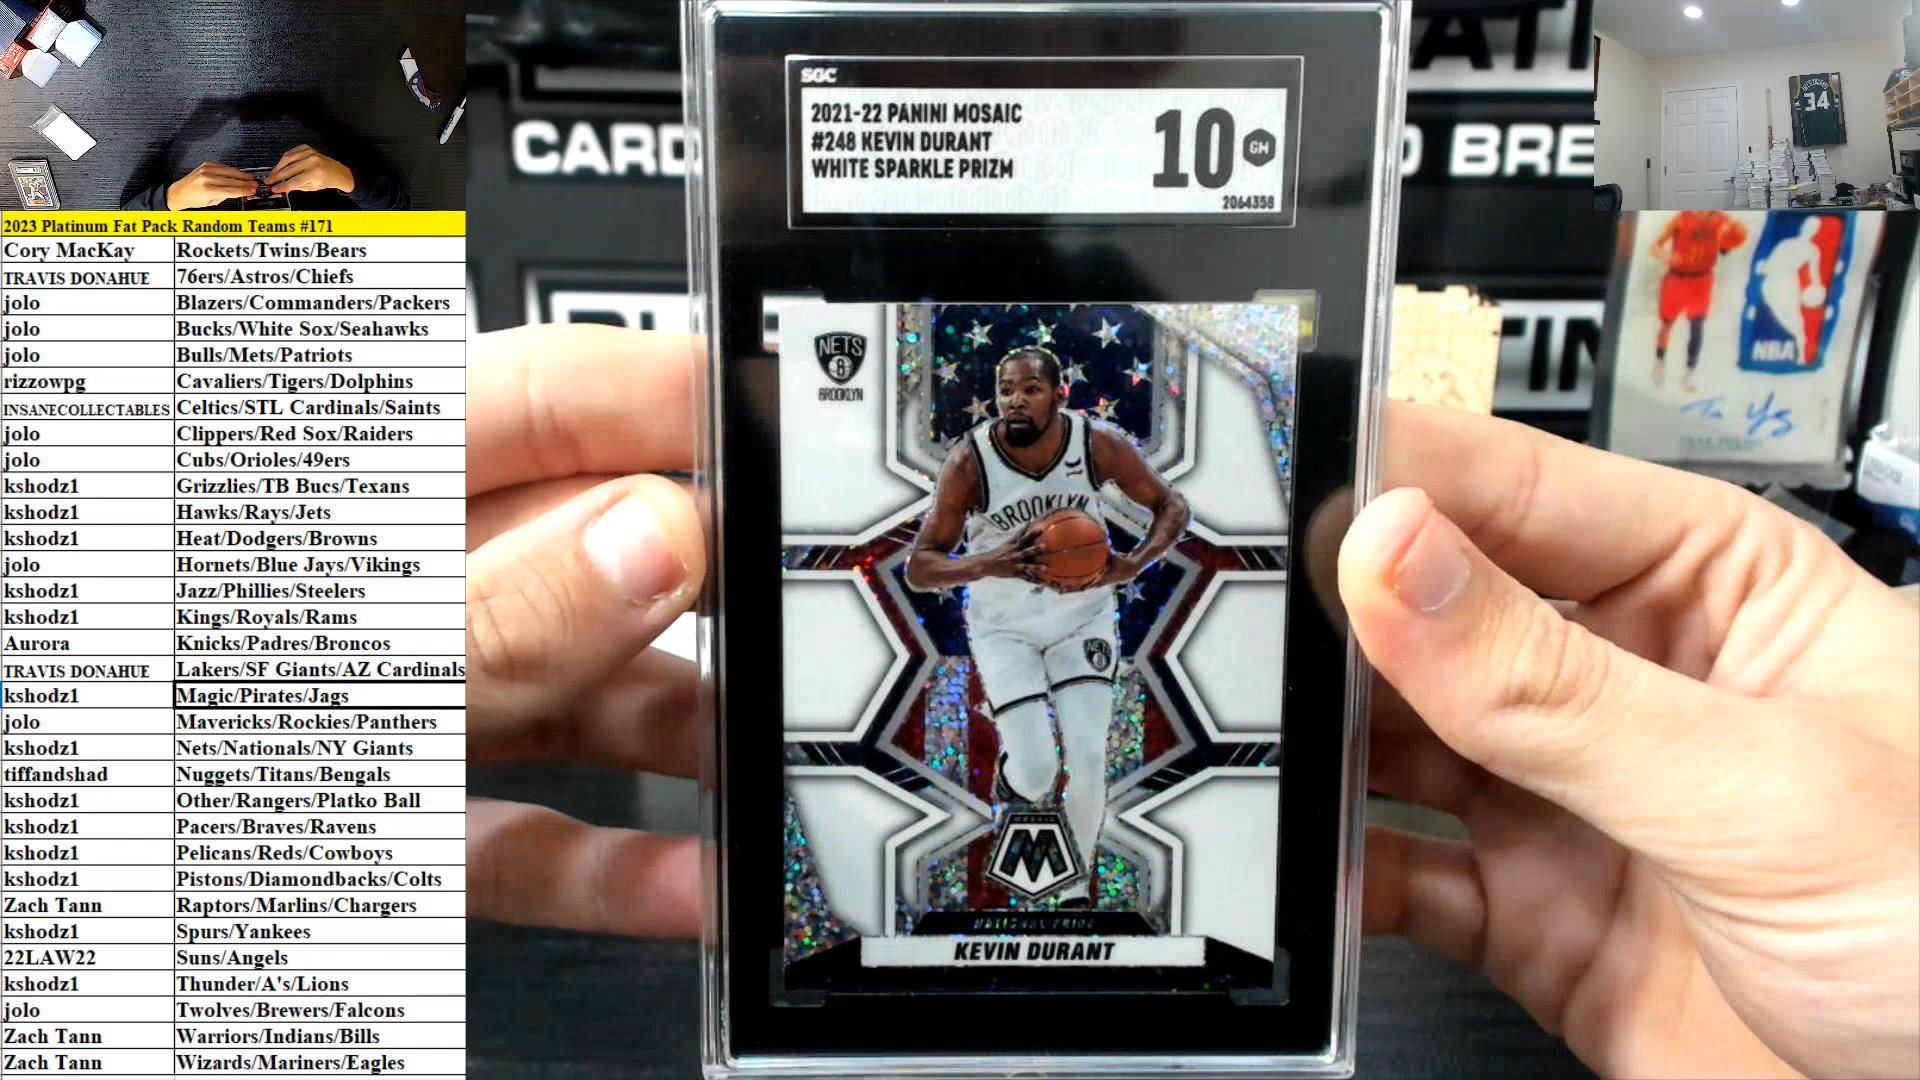 2023 Platinum Fat Pack Random Teams #171
Cory MacKay Rockets/Twins/Bears
TRAVIS DONAHUE 76ers/Astros/Chiefs
jolo Blazers/Commanders/Packers
jolo Bucks/White Sox/Seahawks
jolo Bulls/Mets/Patriots
rizzowpg Cavaliers/Tigers/Dolphins
INSANECOLLECTABLES Celtics/STL Cardinals/Saints
jolo Clippers/Red Sox/Raiders
jolo Cubs/Orioles/49ers
kshodz1 Grizzlies/TB Bucs/Texans
kshodz1 Hawks/Rays/Jets
kshodz1 Heat/Dodgers/Browns
jolo Hornets/Blue Jays/Vikings
kshodz1 Jazz/Phillies/Steelers
kshodz1 Kings/Royals/Rams
Aurora Knicks/Padres/Broncos
TRAVIS DONAHUE Lakers/SF Giants/AZ Cardinals
kshodz1 Magic/Pirates/Jags
jolo Mavericks/Rockies/Panthers
kshodz1 Nets/Nationals/NY Giants
tiffandshad Nuggets/Titans/Bengals
kshodz1 Other/Rangers/Platko Ball
kshodz1 Pacers/Braves/Ravens
kshodz1 Pelicans/Reds/Cowboys
kshodz1 Pistons/Diamondbacks/Colts
Zach Tann Raptors/Marlins/Chargers
kshodz1 Spurs/Yankees
22LAW22 Suns/Angels
kshodz1 Thunder/A's/Lions
jolo Twolves/Brewers/Falcons
Zach Tann Warriors/Indians/Bills
Zach Tann Wizards/Mariners/Eagles
SGC
2021-22 PANINI MOSAIC
#248 KEVIN DURANT
WHITE SPARKLE PRIZM
10
GM
2064358
NETS
B
BROOKLYN
BROOKLYN
NETS
MOSAIC
M
NATIONAL PRIDE
KEVIN DURANT
CARD
BRE
34
NBA